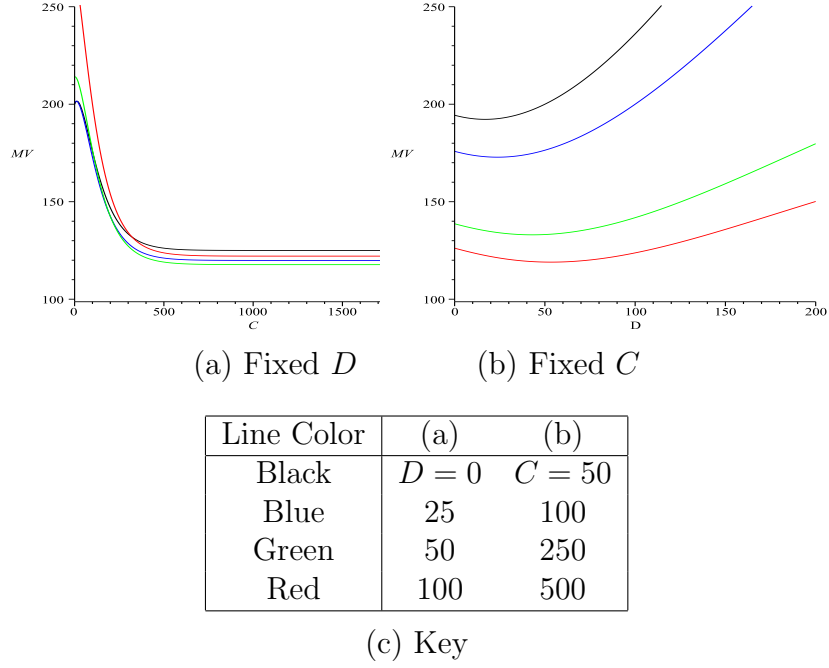 250
200
MV
150
100
0
500
1000
1500
C
250
200
MV
150
100
0
50
100
150
200
D
(a) Fixed D
(b) Fixed C
Line Color (a) (b)
Black D = 0 C = 50
Blue 25 100
Green 50 250
Red 100 500
(c) Key